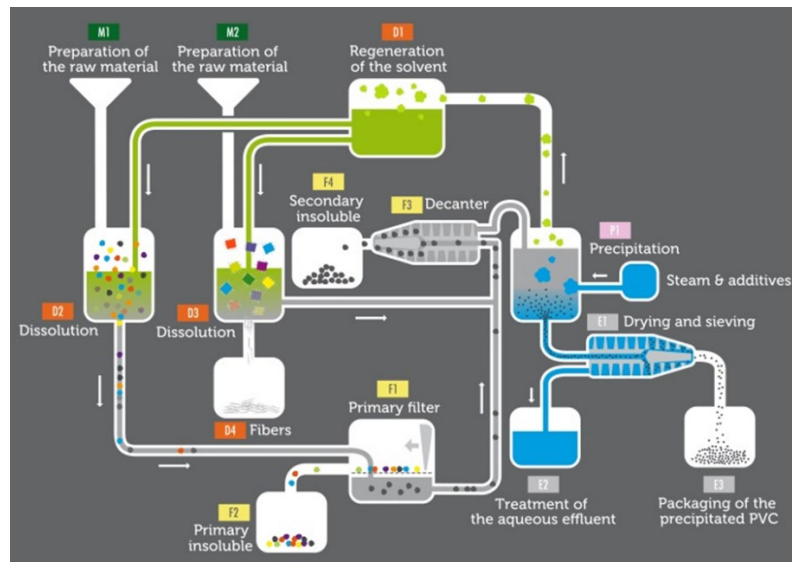 M1
Preparation of
the raw material
M2
Preparation of
the raw material
D1
Regeneration
of the solvent
F4
Secondary
insoluble
F3 Decanter
P1
Precipitation
Steam & additives
D2
Dissolution
D3
Dissolution
E1 Drying and sieving
F1
Primary filter
D4 Fibers
F2
Primary
insoluble
E2
Treatment of
the aqueous effluent
E3
Packaging of the
precipitated PVC